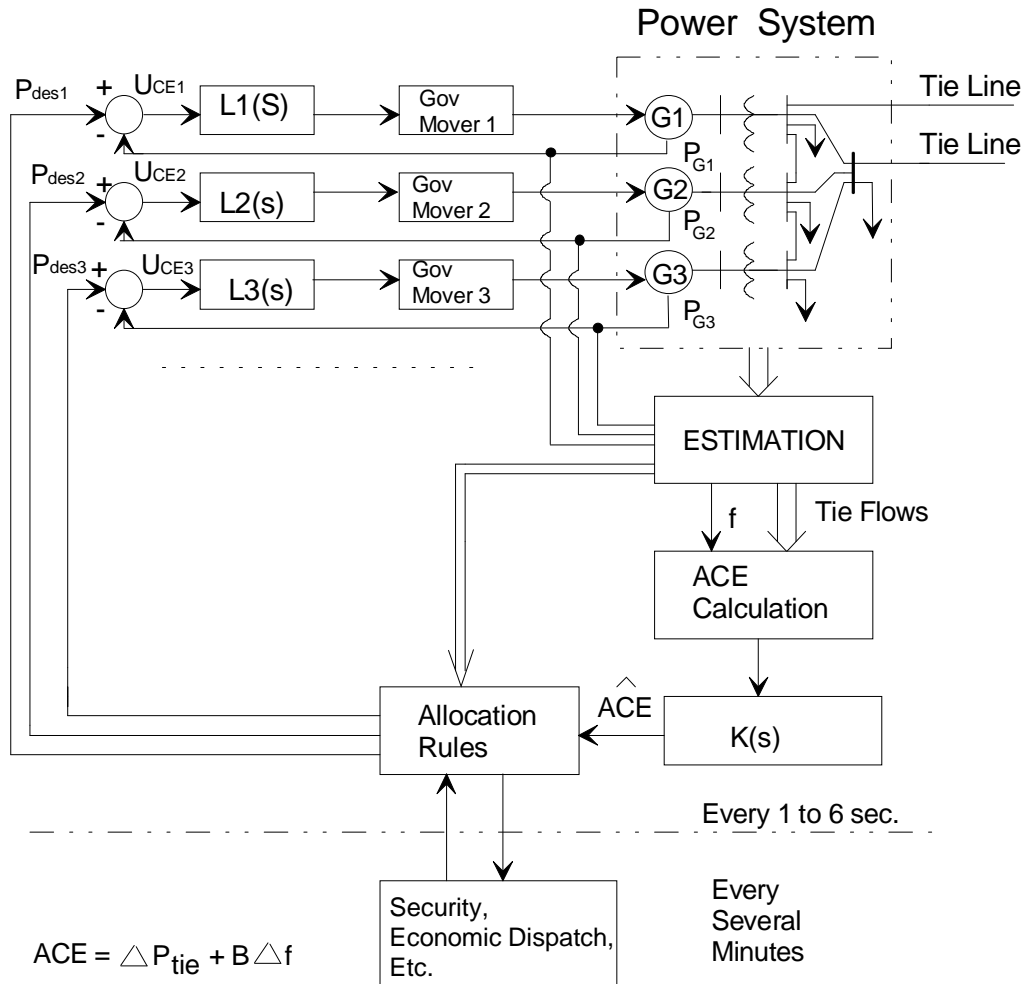 Power System
Tie Line
Tie Line
Pdes1
+
-
UCE1
L1(S)
Gov
Mover 1
G1
PG1
Pdes2
+
-
UCE2
L2(s)
Gov
Mover 2
G2
PG2
Pdes3
+
-
UCE3
L3(s)
Gov
Mover 3
G3
PG3
ESTIMATION
f
Tie Flows
ACE
Calculation
K(s)
^
ACE
Allocation
Rules
Every 1 to 6 sec.
Security,
Economic Dispatch,
Etc.
Every
Several
Minutes
ACE = △ Ptie + B △ f